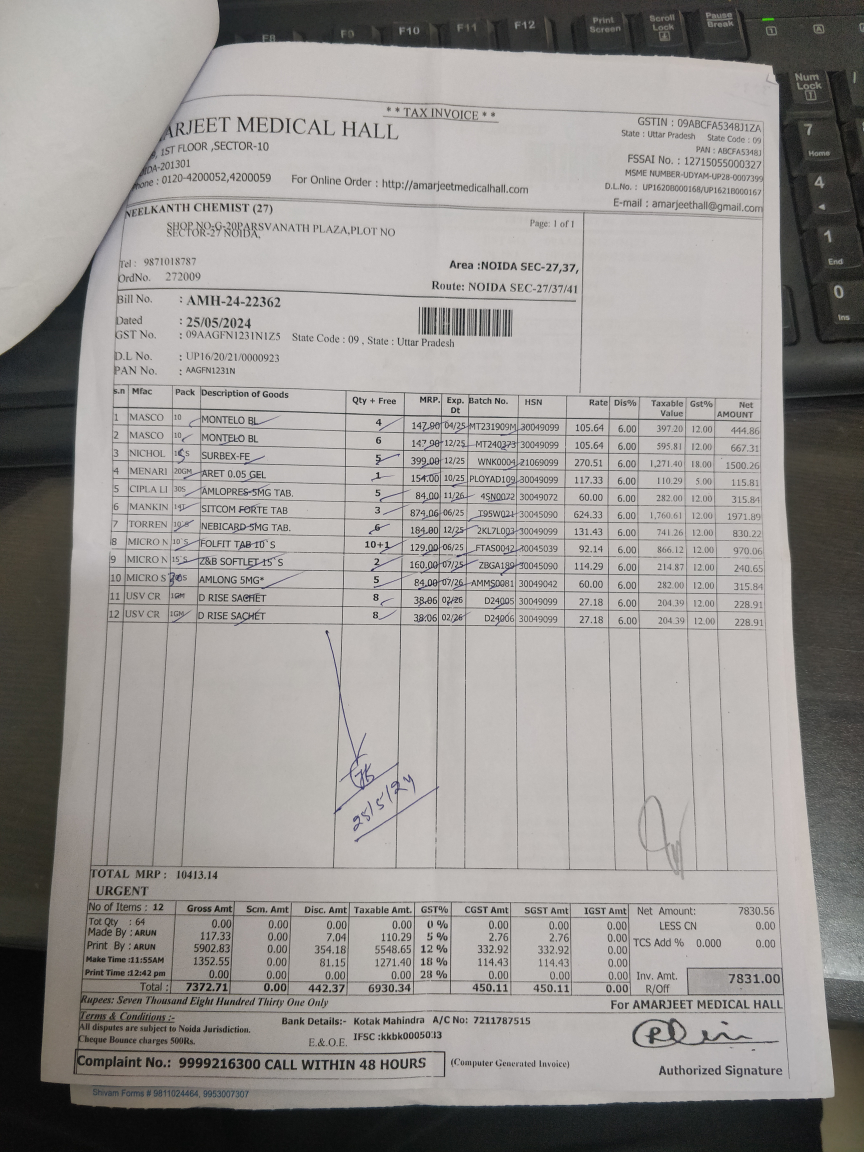 * * TAX INVOICE * *
ARJEET MEDICAL HALL
1ST FLOOR ,SECTOR-10
IDA-201301
hone : 0120-4200052,4200059 For Online Order : http://amarjeetmedicalhall.com
GSTIN : 09ABCFA5348J1ZA
State : Uttar Pradesh State Code : 09
PAN : ABCFA5348J
FSSAI No. : 12715055000327
MSME NUMBER-UDYAM-UP28-0007399
D.L.No. : UP16208000168/UP1621B000167
E-mail : amarjeethall@gmail.com
NEELKANTH CHEMIST (27)
Page: 1 of 1
SHOP NO-G-20PARSVANATH PLAZA,PLOT NO
SECTOR-27 NOIDA,
Tel : 9871018787
OrdNo. 272009
Area :NOIDA SEC-27,37,
Route: NOIDA SEC-27/37/41
Bill No. : AMH-24-22362
Dated : 25/05/2024
GST No. : 09AAGFN1231N1Z5 State Code : 09 , State : Uttar Pradesh
D.L No. : UP16/20/21/0000923
PAN No. : AAGFN1231N
s.n Mfac Pack Description of Goods Qty + Free MRP. Exp. Dt Batch No. HSN Rate Dis% Taxable Value Gst% Net AMOUNT
1 MASCO 10 MONTELO BL 4 147.90 04/25 MT231909M 30049099 105.64 6.00 397.20 12.00 444.86
2 MASCO 10 MONTELO BL 6 147.90 12/25 MT240373 30049099 105.64 6.00 595.81 12.00 667.31
3 NICHOL SURBEX-FE 5 399.00 12/25 WNK0004 21069099 270.51 6.00 1,271.40 18.00 1500.26
4 MENARI 20GM ARET 0.05 GEL 1 154.00 10/25 PLOYAD109 30049099 117.33 6.00 110.29 5.00 115.81
5 CIPLA LI 30S AMLOPRES-5MG TAB. 5 84.00 11/26 4SN0072 30049072 60.00 6.00 282.00 12.00 315.84
6 MANKIN SITCOM FORTE TAB 3 874.06 06/25 T95W021 30045090 624.33 6.00 1,760.61 12.00 1971.89
7 TORREN 10'S NEBICARD-5MG TAB. 6 184.00 12/25 2KL7L003 30049099 131.43 6.00 741.26 12.00 830.22
8 MICRO N 10`S FOLFIT TAB 10`S 10+1 129.00 06/25 FTAS0042 30045039 92.14 6.00 866.12 12.00 970.06
9 MICRO N 15`S Z&B SOFTLET 15`S 2 160.00 07/25 ZBGA189 30045090 114.29 6.00 214.87 12.00 240.65
10 MICRO S 30S AMLONG 5MG* 5 84.00 07/26 AMMS0081 30049042 60.00 6.00 282.00 12.00 315.84
11 USV CR 1GM D RISE SACHET 8 38.06 02/26 D24005 30049099 27.18 6.00 204.39 12.00 228.91
12 USV CR 1GM D RISE SACHET 8 38.06 02/26 D24006 30049099 27.18 6.00 204.39 12.00 228.91
25/5/24
TOTAL MRP : 10413.14
URGENT
No of Items : 12 Gross Amt Scm. Amt Disc. Amt Taxable Amt. GST% CGST Amt SGST Amt IGST Amt
Tot Qty : 64 0.00 0.00 0.00 0.00 0 % 0.00 0.00 0.00
Made By : ARUN 117.33 0.00 7.04 110.29 5 % 2.76 2.76 0.00
Print By : ARUN 5902.83 0.00 354.18 5548.65 12 % 332.92 332.92 0.00
Make Time :11:55AM 1352.55 0.00 81.15 1271.40 18 % 114.43 114.43 0.00
Print Time :12:42 pm 0.00 0.00 0.00 0.00 28 % 0.00 0.00 0.00
Total : 7372.71 0.00 442.37 6930.34 450.11 450.11 0.00
Net Amount: 7830.56
LESS CN 0.00
TCS Add % 0.000 0.00
Inv. Amt. 7831.00
R/Off
Rupees: Seven Thousand Eight Hundred Thirty One Only
For AMARJEET MEDICAL HALL
Terms & Conditions :-
All disputes are subject to Noida Jurisdiction.
Cheque Bounce charges 500Rs.
E.& O.E.
Bank Details:- Kotak Mahindra A/C No: 7211787515
IFSC :kkbk0005033
Complaint No.: 9999216300 CALL WITHIN 48 HOURS
(Computer Generated Invoice)
Authorized Signature
Shivam Forms # 9811024464, 9953007307
F8
F9
F10
F11
F12
Print Screen
Scroll Lock
Pause Break
Num Lock
7 Home
4
1 End
0 Ins